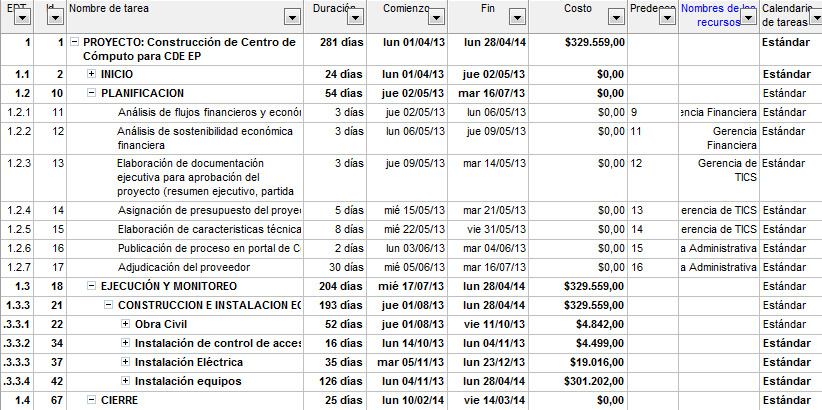 EDT Id Nombre de tarea Duración Comienzo Fin Costo Predeces Nombres de los recursos Calendario de tareas
1 1 PROYECTO: Construcción de Centro de Cómputo para CDE EP 281 días lun 01/04/13 lun 28/04/14 $329.559,00 Estándar
1.1 2 INICIO 24 días lun 01/04/13 jue 02/05/13 $0,00 Estándar
1.2 10 PLANIFICACION 54 días jue 02/05/13 mar 16/07/13 $0,00 Estándar
1.2.1 11 Análisis de flujos financieros y econó 3 días jue 02/05/13 lun 06/05/13 $0,00 9 encia Financiera Estándar
1.2.2 12 Análisis de sostenibilidad económica financiera 3 días lun 06/05/13 jue 09/05/13 $0,00 11 Gerencia Financiera Estándar
1.2.3 13 Elaboración de documentación ejecutiva para aprobación del proyecto (resumen ejecutivo, partida 3 días jue 09/05/13 mar 14/05/13 $0,00 12 Gerencia de TICS Estándar
1.2.4 14 Asignación de presupuesto del proye 5 días mié 15/05/13 mar 21/05/13 $0,00 13 erencia de TICS Estándar
1.2.5 15 Elaboración de caracteristicas técnica 8 días mié 22/05/13 vie 31/05/13 $0,00 14 erencia de TICS Estándar
1.2.6 16 Publicación de proceso en portal de C 2 días lun 03/06/13 mar 04/06/13 $0,00 15 a Administrativa Estándar
1.2.7 17 Adjudicación del proveedor 30 días mié 05/06/13 mar 16/07/13 $0,00 16 a Administrativa Estándar
1.3 18 EJECUCIÓN Y MONITOREO 204 días mié 17/07/13 lun 28/04/14 $329.559,00 Estándar
1.3.3 21 CONSTRUCCION E INSTALACION EQ 193 días jue 01/08/13 lun 28/04/14 $329.559,00 Estándar
.3.3.1 22 Obra Civil 52 días jue 01/08/13 vie 11/10/13 $4.842,00 Estándar
.3.3.2 34 Instalación de control de acces 16 días lun 14/10/13 lun 04/11/13 $4.499,00 Estándar
.3.3.3 37 Instalación Eléctrica 35 días mar 05/11/13 lun 23/12/13 $19.016,00 Estándar
.3.3.4 42 Instalación equipos 126 días lun 04/11/13 lun 28/04/14 $301.202,00 Estándar
1.4 67 CIERRE 25 días lun 10/02/14 vie 14/03/14 $0,00 Estándar